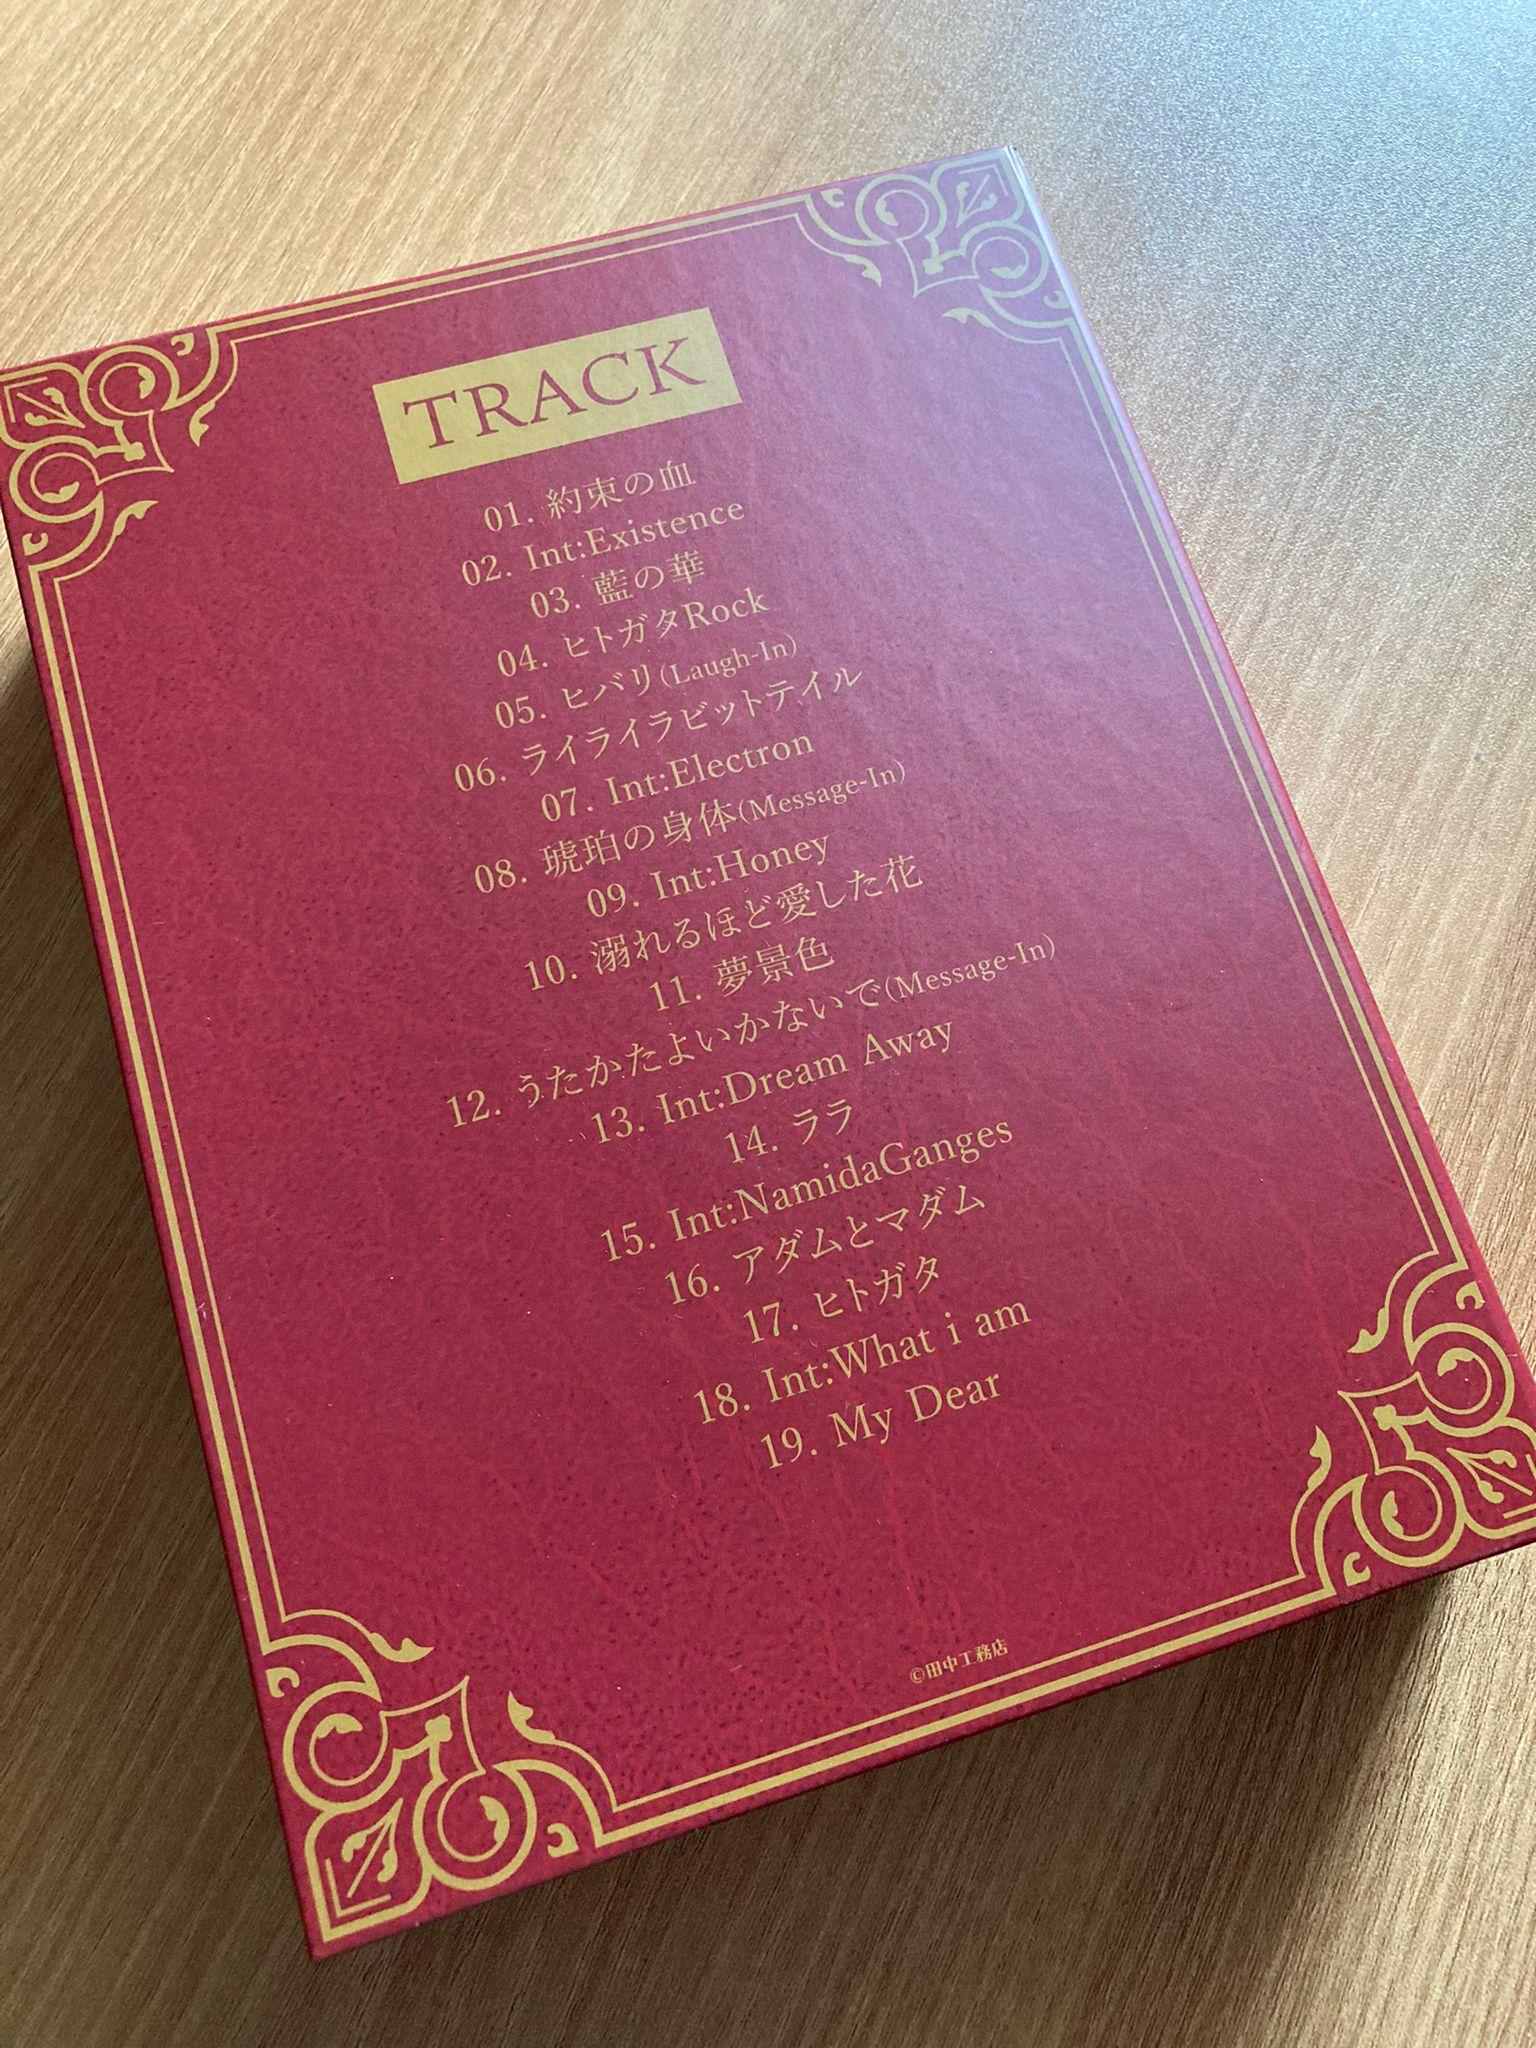 TRACK
01. 約束の血
02. Int:Existence
03. 藍の華
04. ヒトガタRock
05. ヒバリ(Laugh-In)
06. ライライラビットテイル
07. Int:Electron
08. 琥珀の身体(Message-In)
09. Int:Honey
10. 溺れるほど愛した花
11. 夢景色
12. うたかたよいかないで(Message-In)
13. Int:Dream Away
14. ララ
15. Int:NamidaGanges
16. アダムとマダム
17. ヒトガタ
18. Int:What i am
19. My Dear
©田中工務店